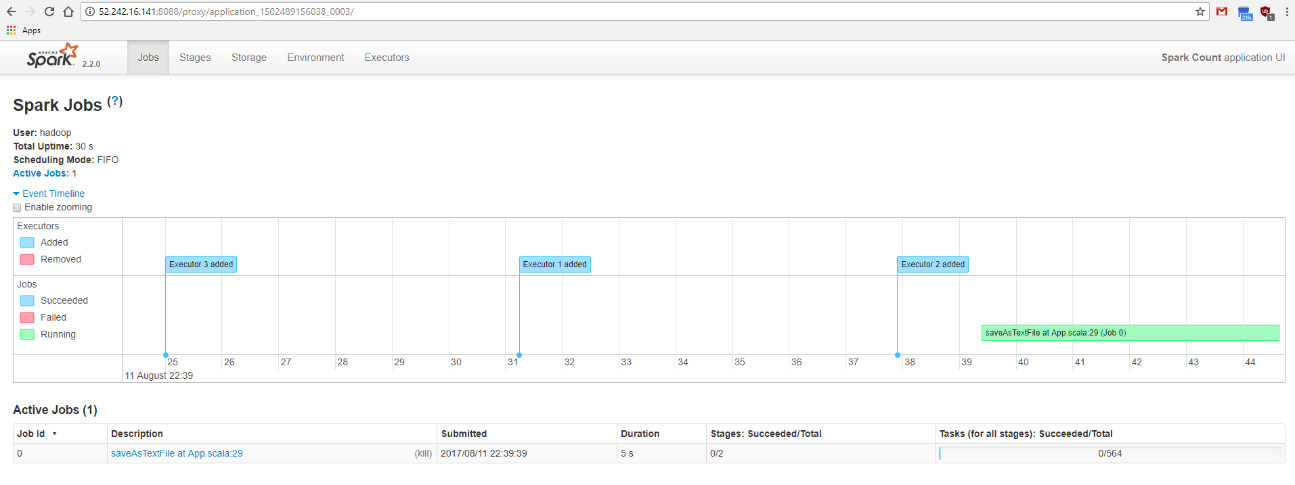 52.242.16.141:8088/proxy/application_1502489156038_0003/
Apps
APACHE Spark 2.2.0 Jobs Stages Storage Environment Executors Spark Count application UI
Spark Jobs (?)
User: hadoop
Total Uptime: 30 s
Scheduling Mode: FIFO
Active Jobs: 1
Event Timeline
Enable zooming
Executors
Added
Removed
Executor 3 added Executor 1 added Executor 2 added
Jobs
Succeeded
Failed
Running
saveAsTextFile at App.scala:29 (Job 0)
25 26 27 28 29 30 31 32 33 34 35 36 37 38 39 40 41 42 43 44
11 August 22:39
Active Jobs (1)
Job Id ▾ Description Submitted Duration Stages: Succeeded/Total Tasks (for all stages): Succeeded/Total
0 saveAsTextFile at App.scala:29 (kill) 2017/08/11 22:39:39 5 s 0/2 0/564